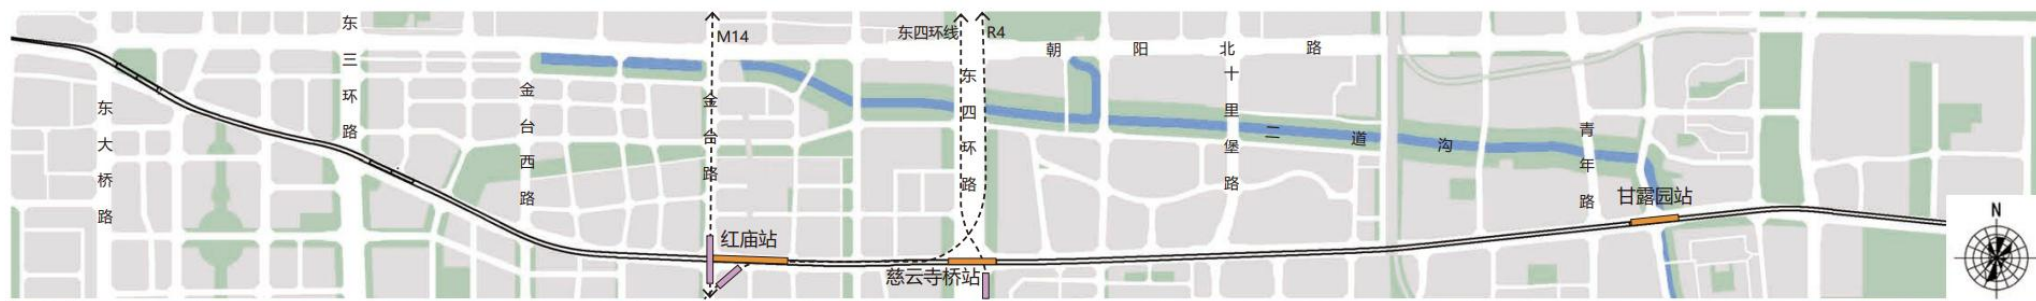 东大桥路
东三环路
金台西路
M14
金台路
东四环线
R4
东四环路
朝阳北路
十里堡路
二道沟
青年路
红庙站
慈云寺桥站
甘露园站
N